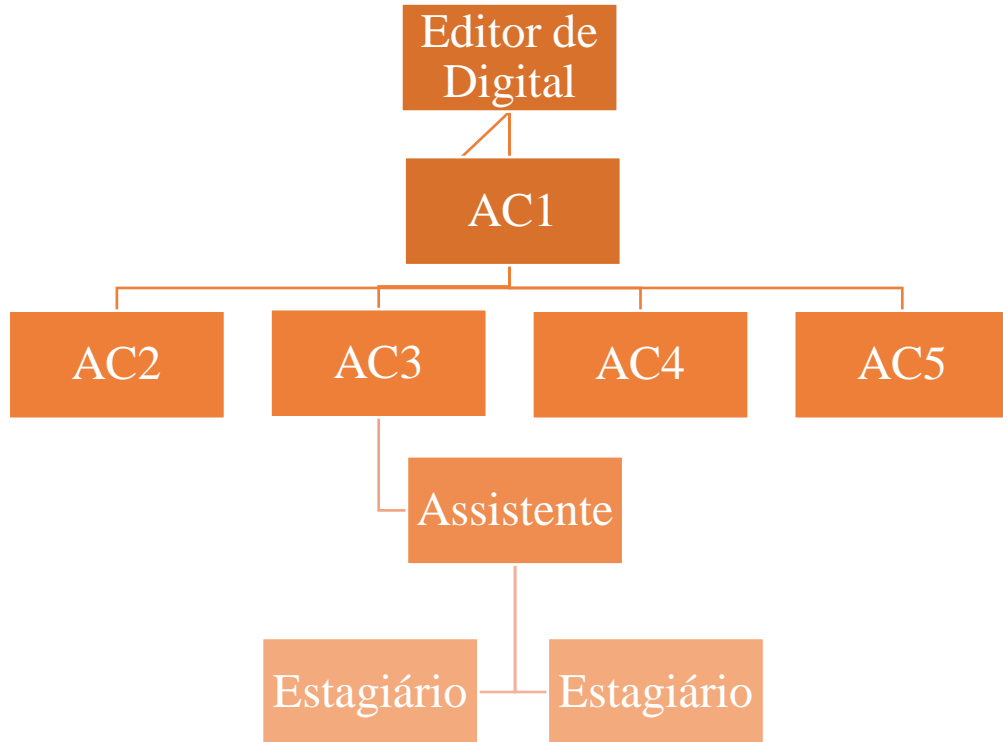 Editor de
Digital
AC1
AC2
AC3
AC4
AC5
Assistente
Estagiário
Estagiário